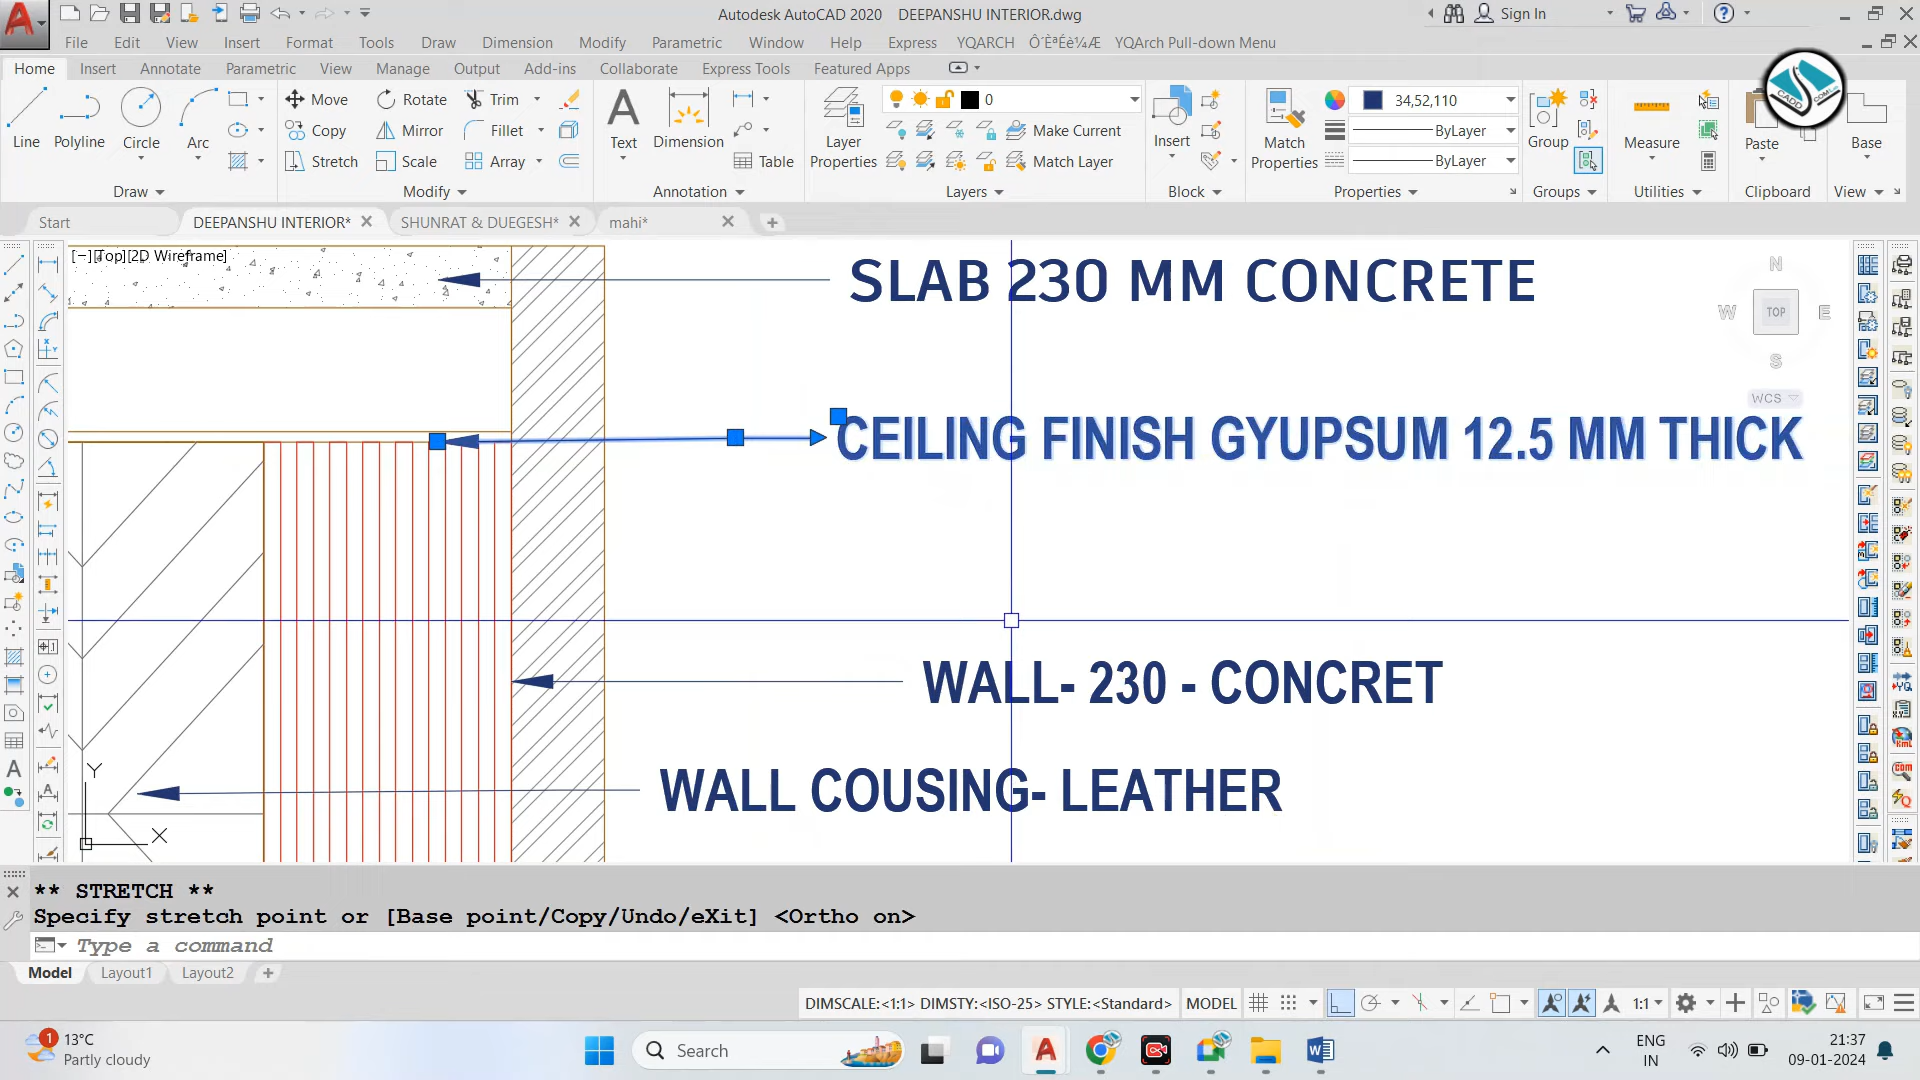 Autodesk AutoCAD 2020 DEEPANSHU INTERIOR.dwg
Sign In
File Edit View Insert Format Tools Draw Dimension Modify Parametric Window Help Express YQARCH Ô´ÈªÉè¼Æ YQArch Pull-down Menu
Home Insert Annotate Parametric View Manage Output Add-ins Collaborate Express Tools Featured Apps
Line Polyline Circle Arc
Move Rotate Trim
Copy Mirror Fillet
Stretch Scale Array
Text Dimension Table
Layer Properties
0
Make Current
Match Layer
Insert
Match Properties
34,52,110
ByLayer
ByLayer
Group
Measure
Paste
Base
Draw Modify Annotation Layers Block Properties Groups Utilities Clipboard View
Start DEEPANSHU INTERIOR* SHUNRAT & DUEGESH* mahi*
[−][Top][2D Wireframe]
SLAB 230 MM CONCRETE
N
W TOP E
S
WCS
CEILING FINISH GYUPSUM 12.5 MM THICK
WALL- 230 - CONCRET
WALL COUSING- LEATHER
Y
X
** STRETCH **
Specify stretch point or [Base point/Copy/Undo/eXit] <Ortho on>
Type a command
Model Layout1 Layout2
DIMSCALE:<1:1> DIMSTY:<ISO-25> STYLE:<Standard> MODEL 1:1
1
13°C
Partly cloudy
Search
ENG
IN
21:37
09-01-2024